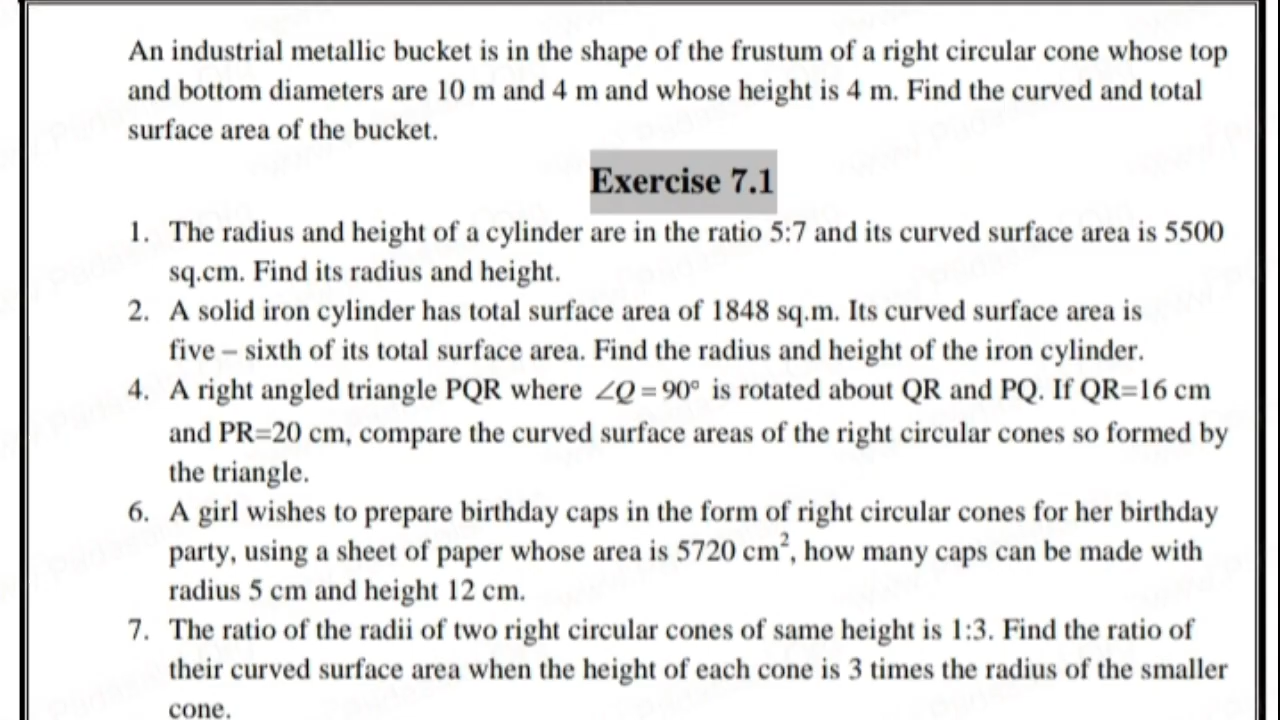 An industrial metallic bucket is in the shape of the frustum of a right circular cone whose top
and bottom diameters are 10 m and 4 m and whose height is 4 m. Find the curved and total
surface area of the bucket.
Exercise 7.1
1. The radius and height of a cylinder are in the ratio 5:7 and its curved surface area is 5500
sq.cm. Find its radius and height.
2. A solid iron cylinder has total surface area of 1848 sq.m. Its curved surface area is
five – sixth of its total surface area. Find the radius and height of the iron cylinder.
4. A right angled triangle PQR where ∠Q = 90° is rotated about QR and PQ. If QR=16 cm
and PR=20 cm, compare the curved surface areas of the right circular cones so formed by
the triangle.
6. A girl wishes to prepare birthday caps in the form of right circular cones for her birthday
party, using a sheet of paper whose area is 5720 cm², how many caps can be made with
radius 5 cm and height 12 cm.
7. The ratio of the radii of two right circular cones of same height is 1:3. Find the ratio of
their curved surface area when the height of each cone is 3 times the radius of the smaller
cone.